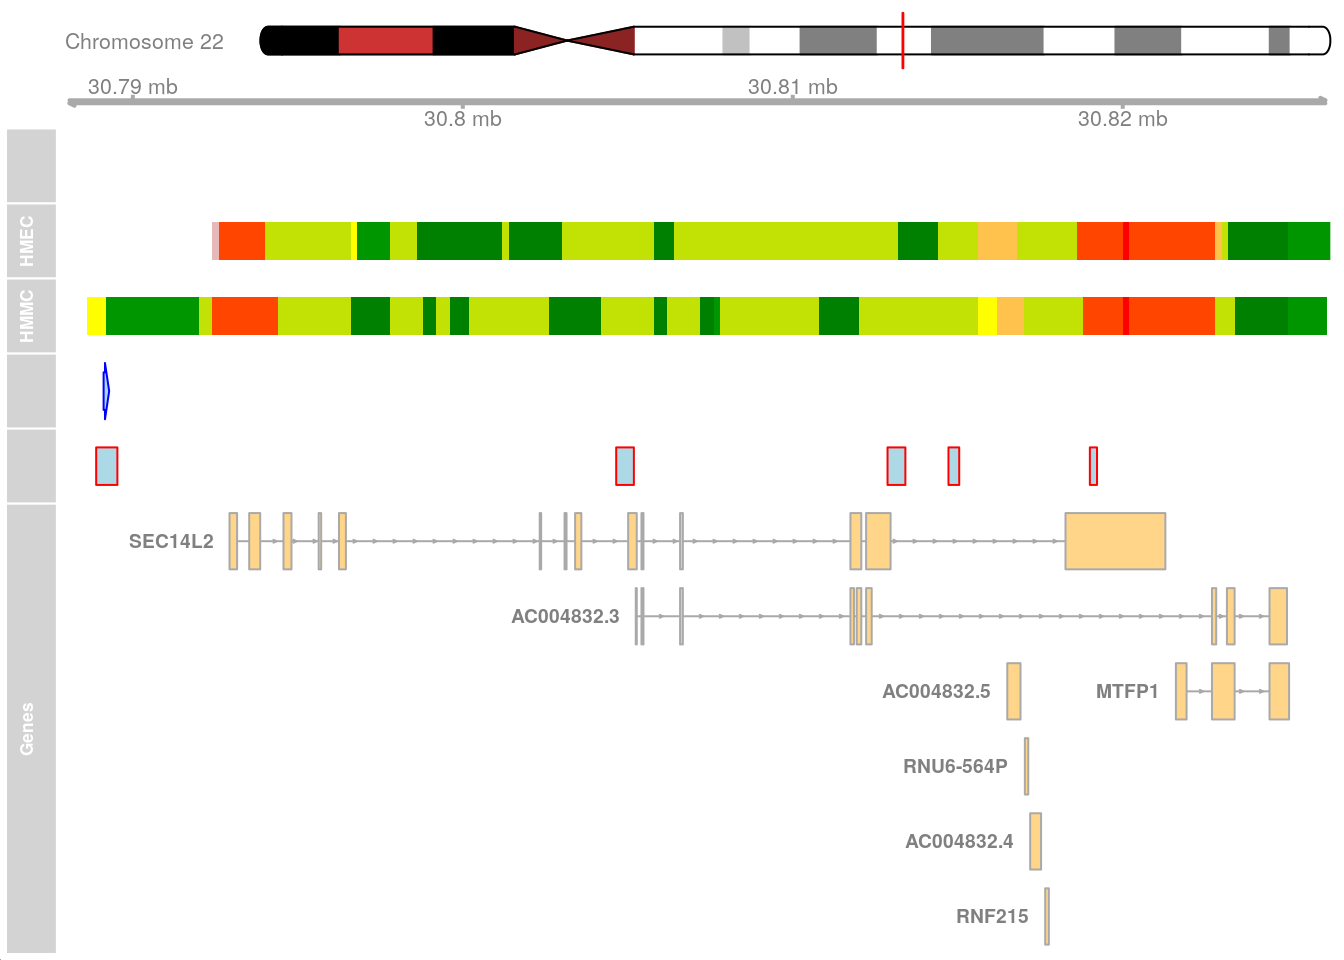 Chromosome 22
30.79 mb
30.81 mb
30.8 mb
30.82 mb
HMEC
HMMC
SEC14L2
AC004832.3
AC004832.5
MTFP1
Genes
RNU6-564P
AC004832.4
RNF215